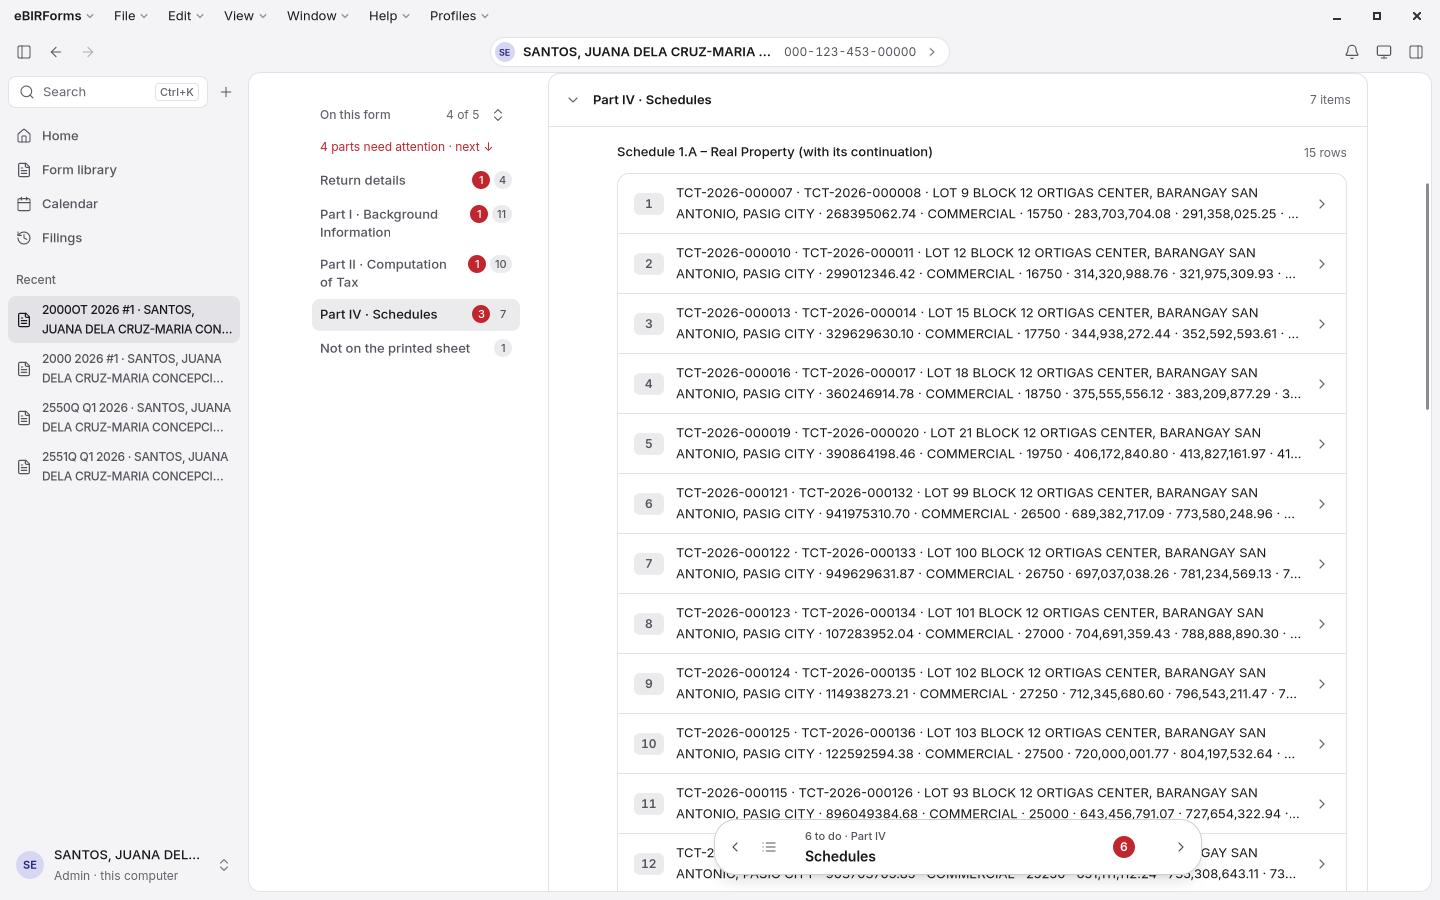 eBIRForms File Edit View Window Help Profiles
SE SANTOS, JUANA DELA CRUZ-MARIA ... 000-123-453-00000
Search Ctrl+K
Home
Form library
Calendar
Filings
Recent
2000OT 2026 #1 · SANTOS,
JUANA DELA CRUZ-MARIA CON...
2000 2026 #1 · SANTOS, JUANA
DELA CRUZ-MARIA CONCEPCI...
2550Q Q1 2026 · SANTOS, JUANA
DELA CRUZ-MARIA CONCEPCI...
2551Q Q1 2026 · SANTOS, JUANA
DELA CRUZ-MARIA CONCEPCI...
SE SANTOS, JUANA DEL...
Admin · this computer
On this form 4 of 5
4 parts need attention · next ↓
Return details 1 4
Part I · Background
Information 1 11
Part II · Computation
of Tax 1 10
Part IV · Schedules 3 7
Not on the printed sheet 1
Part IV · Schedules 7 items
Schedule 1.A – Real Property (with its continuation) 15 rows
1 TCT-2026-000007 · TCT-2026-000008 · LOT 9 BLOCK 12 ORTIGAS CENTER, BARANGAY SAN
ANTONIO, PASIG CITY · 268395062.74 · COMMERCIAL · 15750 · 283,703,704.08 · 291,358,025.25 · ...
2 TCT-2026-000010 · TCT-2026-000011 · LOT 12 BLOCK 12 ORTIGAS CENTER, BARANGAY SAN
ANTONIO, PASIG CITY · 299012346.42 · COMMERCIAL · 16750 · 314,320,988.76 · 321,975,309.93 · ...
3 TCT-2026-000013 · TCT-2026-000014 · LOT 15 BLOCK 12 ORTIGAS CENTER, BARANGAY SAN
ANTONIO, PASIG CITY · 329629630.10 · COMMERCIAL · 17750 · 344,938,272.44 · 352,592,593.61 · ...
4 TCT-2026-000016 · TCT-2026-000017 · LOT 18 BLOCK 12 ORTIGAS CENTER, BARANGAY SAN
ANTONIO, PASIG CITY · 360246914.78 · COMMERCIAL · 18750 · 375,555,556.12 · 383,209,877.29 · 3...
5 TCT-2026-000019 · TCT-2026-000020 · LOT 21 BLOCK 12 ORTIGAS CENTER, BARANGAY SAN
ANTONIO, PASIG CITY · 390864198.46 · COMMERCIAL · 19750 · 406,172,840.80 · 413,827,161.97 · 41...
6 TCT-2026-000121 · TCT-2026-000132 · LOT 99 BLOCK 12 ORTIGAS CENTER, BARANGAY SAN
ANTONIO, PASIG CITY · 941975310.70 · COMMERCIAL · 26500 · 689,382,717.09 · 773,580,248.96 · ...
7 TCT-2026-000122 · TCT-2026-000133 · LOT 100 BLOCK 12 ORTIGAS CENTER, BARANGAY SAN
ANTONIO, PASIG CITY · 949629631.87 · COMMERCIAL · 26750 · 697,037,038.26 · 781,234,569.13 · 7...
8 TCT-2026-000123 · TCT-2026-000134 · LOT 101 BLOCK 12 ORTIGAS CENTER, BARANGAY SAN
ANTONIO, PASIG CITY · 107283952.04 · COMMERCIAL · 27000 · 704,691,359.43 · 788,888,890.30 · ...
9 TCT-2026-000124 · TCT-2026-000135 · LOT 102 BLOCK 12 ORTIGAS CENTER, BARANGAY SAN
ANTONIO, PASIG CITY · 114938273.21 · COMMERCIAL · 27250 · 712,345,680.60 · 796,543,211.47 · 7...
10 TCT-2026-000125 · TCT-2026-000136 · LOT 103 BLOCK 12 ORTIGAS CENTER, BARANGAY SAN
ANTONIO, PASIG CITY · 122592594.38 · COMMERCIAL · 27500 · 720,000,001.77 · 804,197,532.64 · ...
11 TCT-2026-000115 · TCT-2026-000126 · LOT 93 BLOCK 12 ORTIGAS CENTER, BARANGAY SAN
ANTONIO, PASIG CITY · 896049384.68 · COMMERCIAL · 25000 · 643,456,791.07 · 727,654,322.94 · ...
12 GAY SAN
ANTONIO, 73...
6 to do · Part IV
Schedules 6